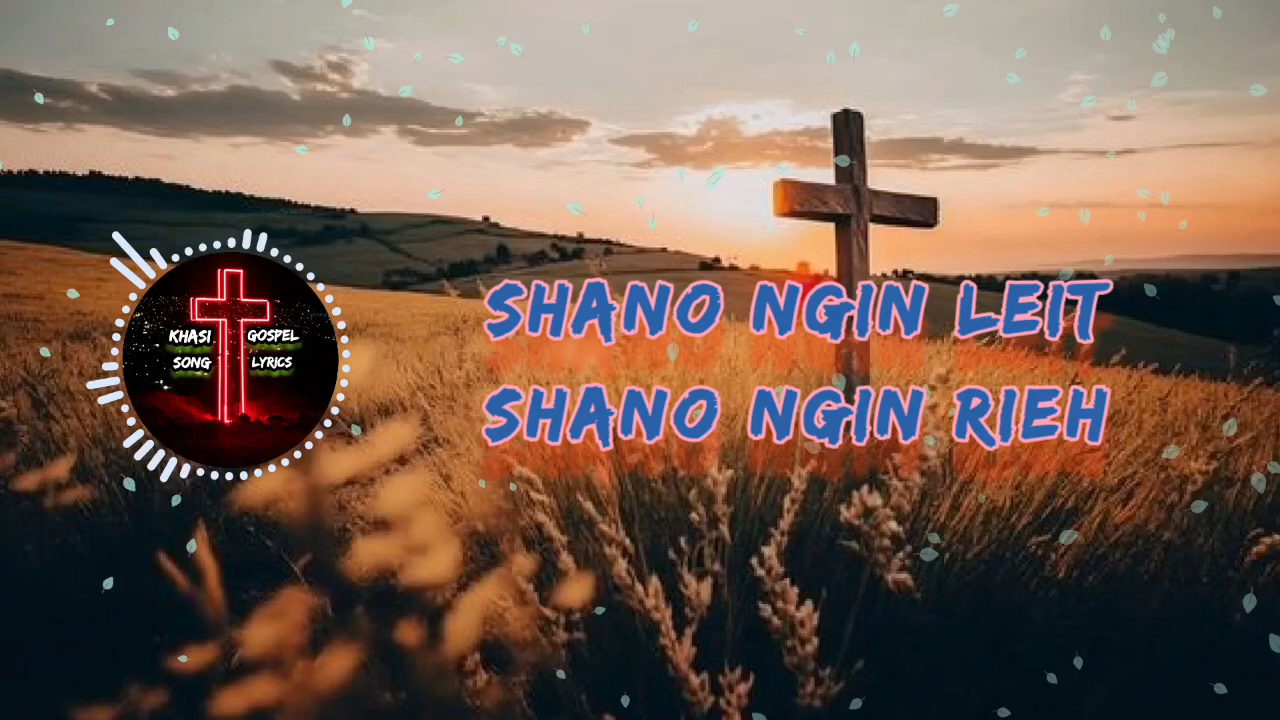 KHASI GOSPEL
SONG LYRICS
SHANO NGIN LEIT
SHANO NGIN RIEH